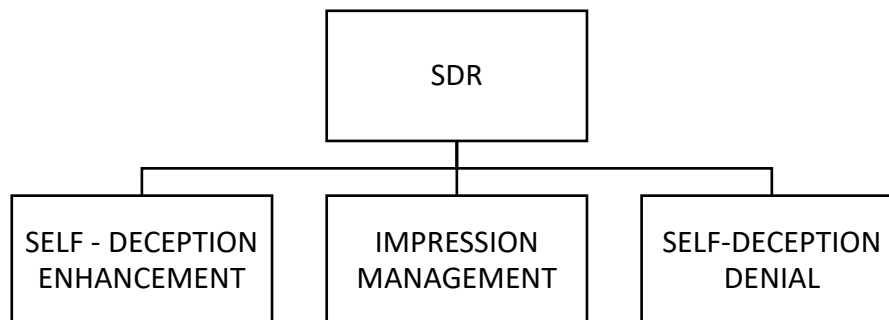 SDR
SELF - DECEPTION
ENHANCEMENT
IMPRESSION
MANAGEMENT
SELF-DECEPTION
DENIAL